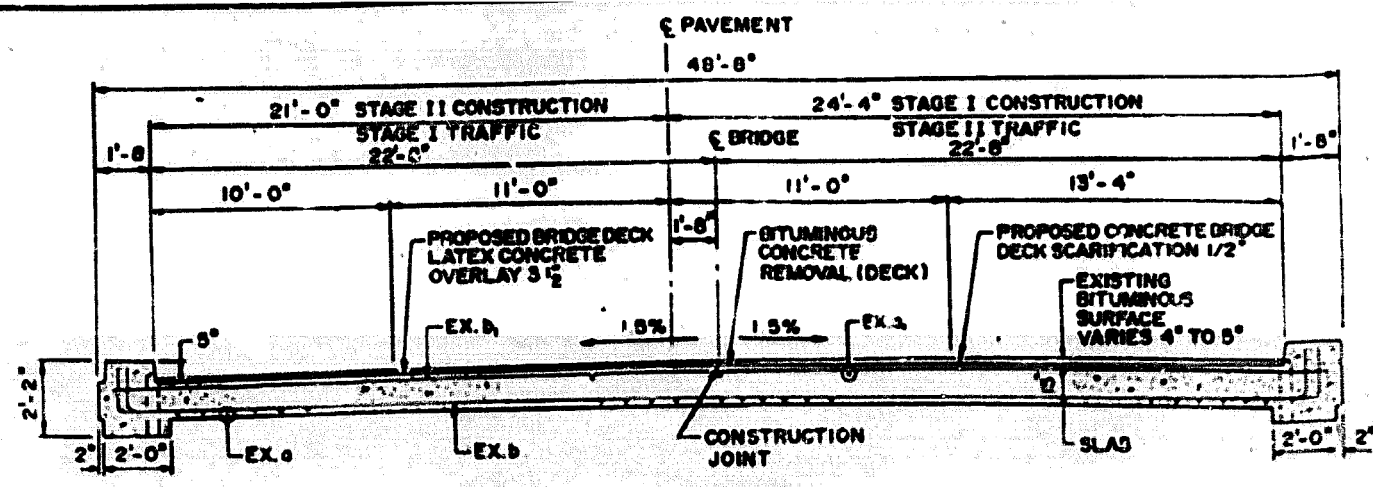 ℄ PAVEMENT
48'-8"
21'-0" STAGE II CONSTRUCTION
24'-4" STAGE I CONSTRUCTION
STAGE I TRAFFIC
℄ BRIDGE
STAGE II TRAFFIC
1'-8
22'-8"
1'-8"
10'-0"
11'-0"
11'-0"
13'-4"
1'-8"
PROPOSED BRIDGE DECK
LATEX CONCRETE
OVERLAY 3 1/2"
BITUMINOUS
CONCRETE
REMOVAL (DECK)
PROPOSED CONCRETE BRIDGE
DECK SCARIFICATION 1/2"
EXISTING
BITUMINOUS
SURFACE
VARIES 4" TO 5"
EX. b₁
1.5%
1.5%
EX. a₁
2'-2"
2"
2'-0"
EX. a
EX. b
CONSTRUCTION
JOINT
SLAB
2'-0"
2"